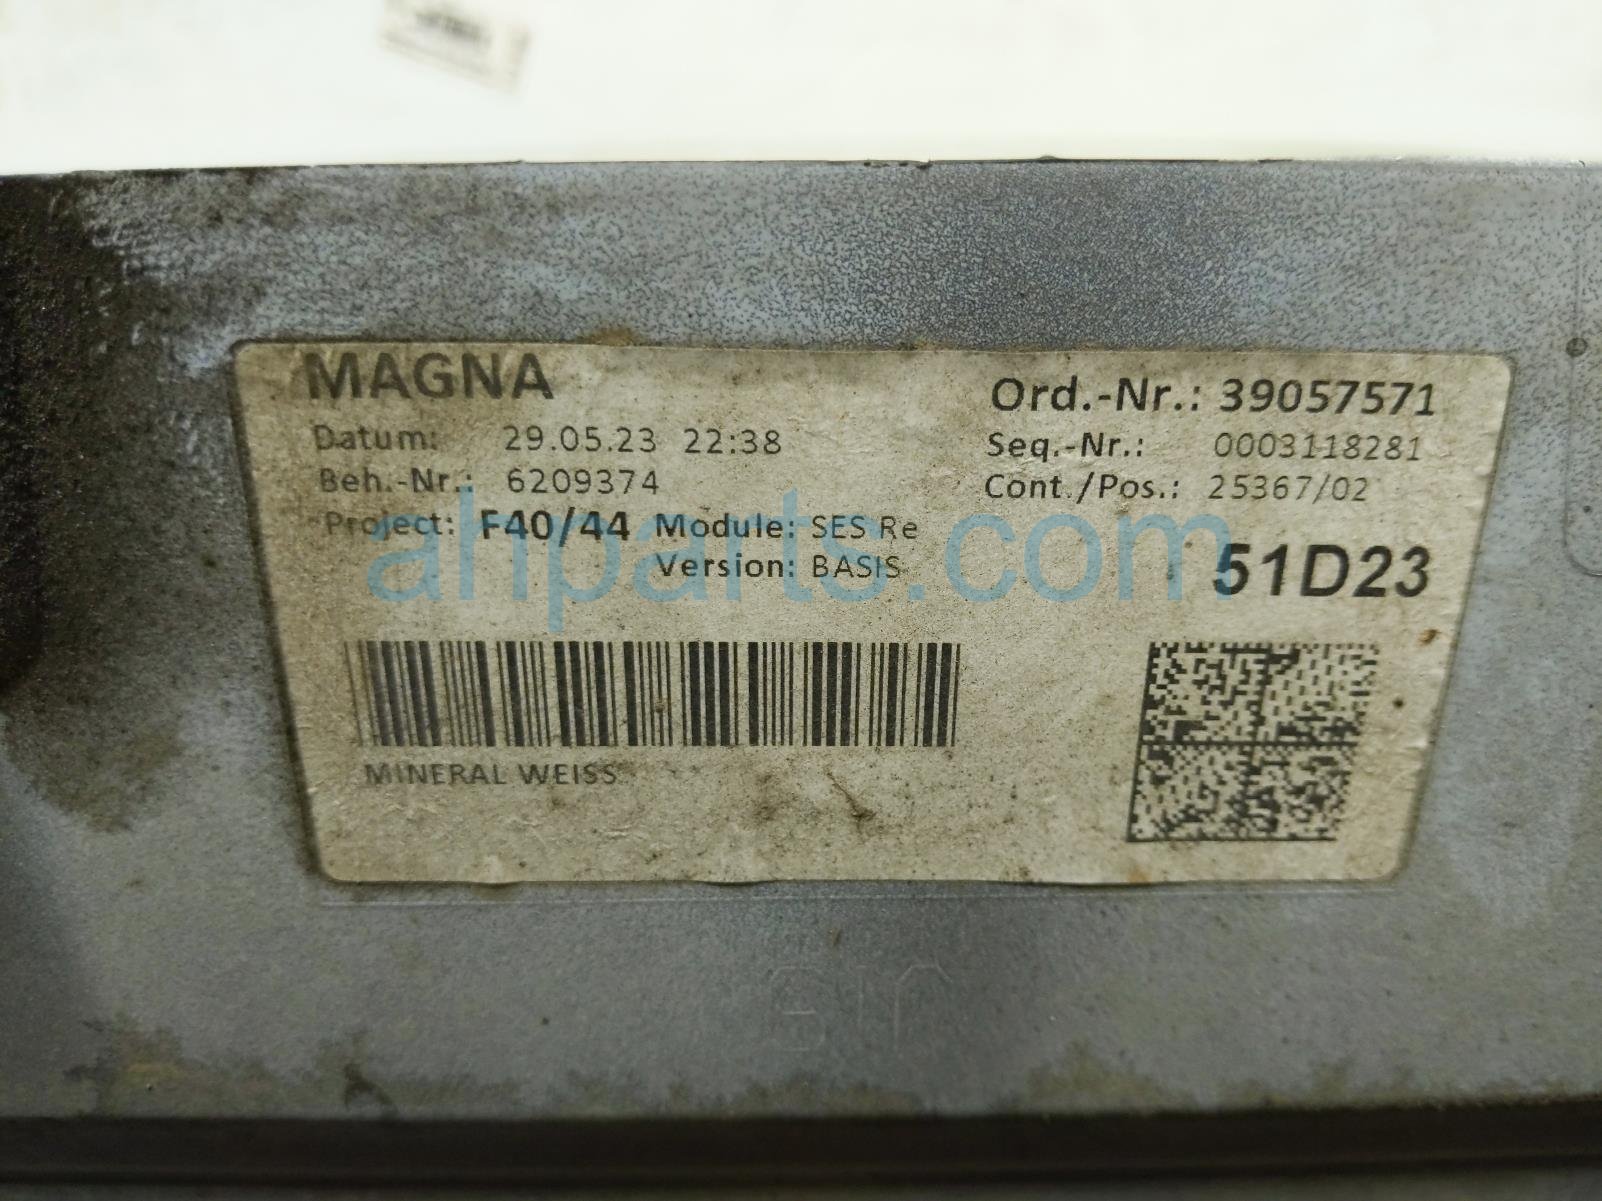 MAGNA
Datum: 29.05.23 22:38
Beh.-Nr.: 6209374
Project: F40/44 Module: SES Re
Version: BASIS
Ord.-Nr.: 39057571
Seq.-Nr.: 0003118281
Cont./Pos.: 25367/02
51D23
ahparts.com
MINERAL WEISS